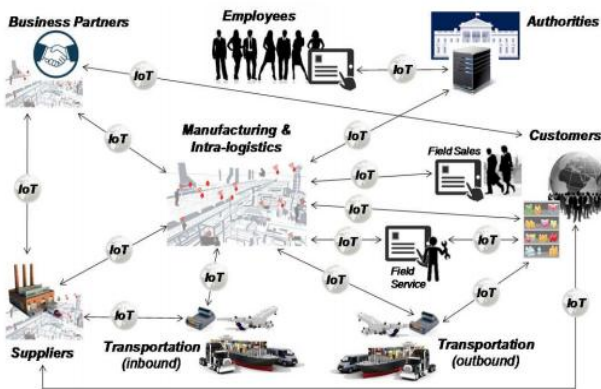 Business Partners
Employees
Authorities
IoT
IoT
IoT
IoT
Manufacturing &
Intra-logistics
IoT
Customers
Field Sales
IoT
IoT
IoT
IoT
IoT
IoT
Field
Service
IoT
IoT
IoT
IoT
IoT
IoT
Suppliers
Transportation
(inbound)
Transportation
(outbound)